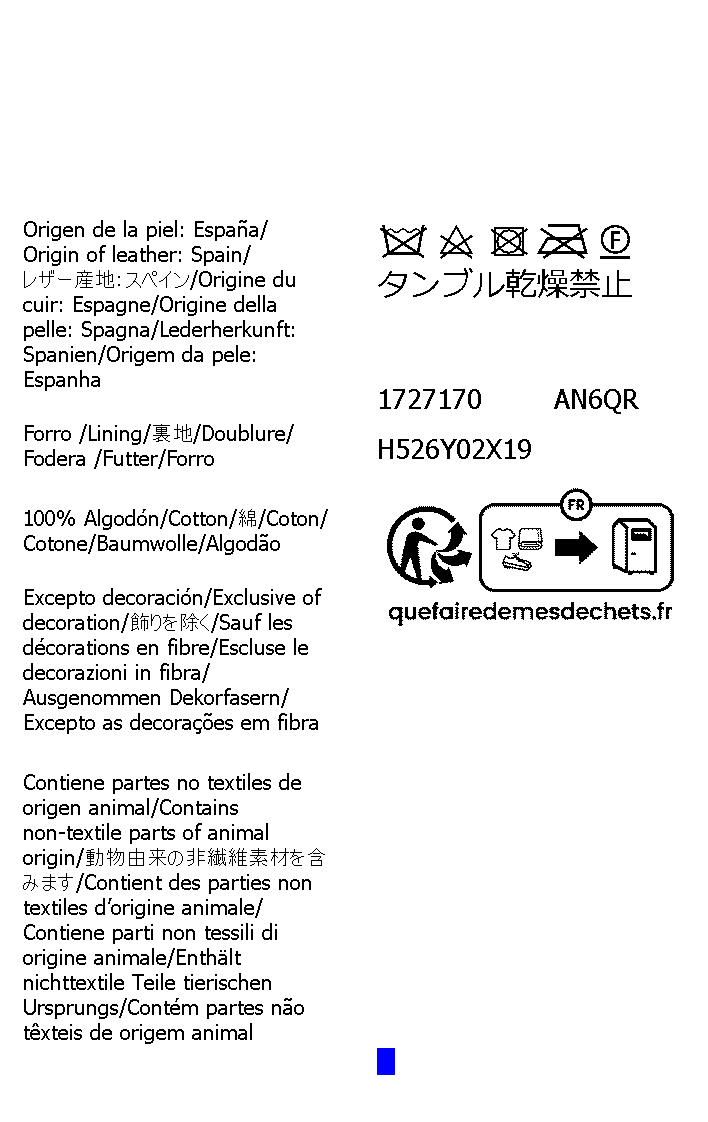 Origen de la piel: España/
Origin of leather: Spain/
レザー産地：スペイン/Origine du
cuir: Espagne/Origine della
pelle: Spagna/Lederherkunft:
Spanien/Origem da pele:
Espanha
Forro /Lining/裏地/Doublure/
Fodera /Futter/Forro
100% Algodón/Cotton/綿/Coton/
Cotone/Baumwolle/Algodão
Excepto decoración/Exclusive of
decoration/飾りを除く/Sauf les
décorations en fibre/Escluse le
decorazioni in fibra/
Ausgenommen Dekorfasern/
Excepto as decorações em fibra
Contiene partes no textiles de
origen animal/Contains
non-textile parts of animal
origin/動物由来の非繊維素材を含
みます/Contient des parties non
textiles d’origine animale/
Contiene parti non tessili di
origine animale/Enthält
nichttextile Teile tierischen
Ursprungs/Contém partes não
têxteis de origem animal
F
タンブル乾燥禁止
1727170 AN6QR
H526Y02X19
FR
quefairedemesdechets.fr